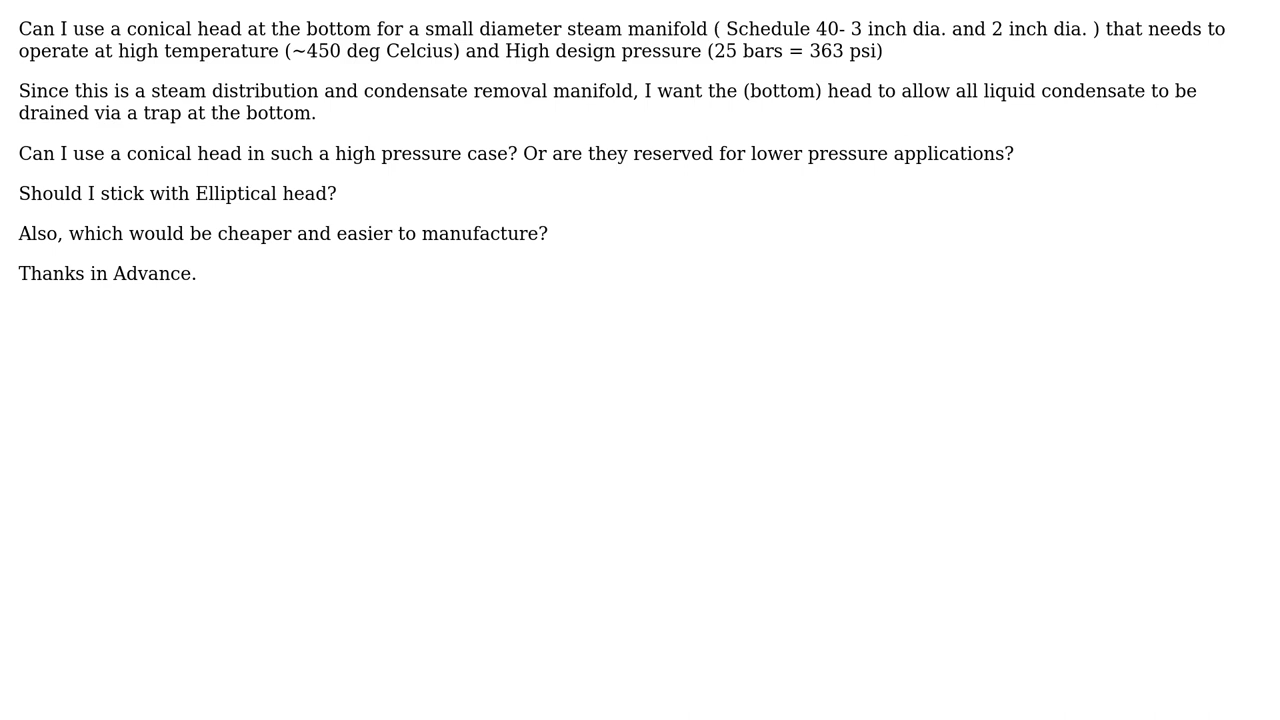 Can I use a conical head at the bottom for a small diameter steam manifold ( Schedule 40- 3 inch dia. and 2 inch dia. ) that needs to
operate at high temperature (~450 deg Celcius) and High design pressure (25 bars = 363 psi)
Since this is a steam distribution and condensate removal manifold, I want the (bottom) head to allow all liquid condensate to be
drained via a trap at the bottom.
Can I use a conical head in such a high pressure case? Or are they reserved for lower pressure applications?
Should I stick with Elliptical head?
Also, which would be cheaper and easier to manufacture?
Thanks in Advance.